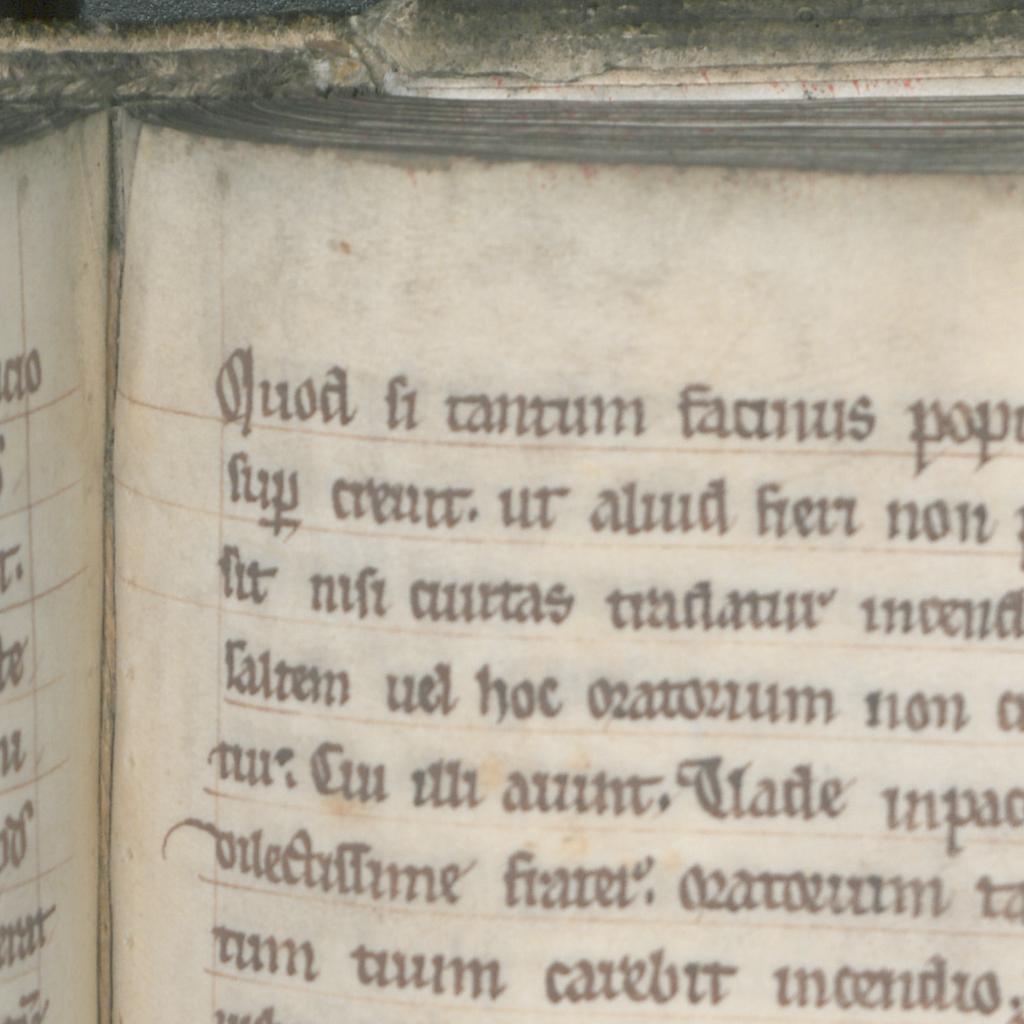 Quod si tantum facinus popu
sup creuit. ut aliud fieri non p
sit nisi ciuitas tradatur incend
saltem uel hoc oratorium non c
tur. Cui illi aiunt. Uade inpac
dilectissime frater. oratorium ta
tum tuum carebit incendio.